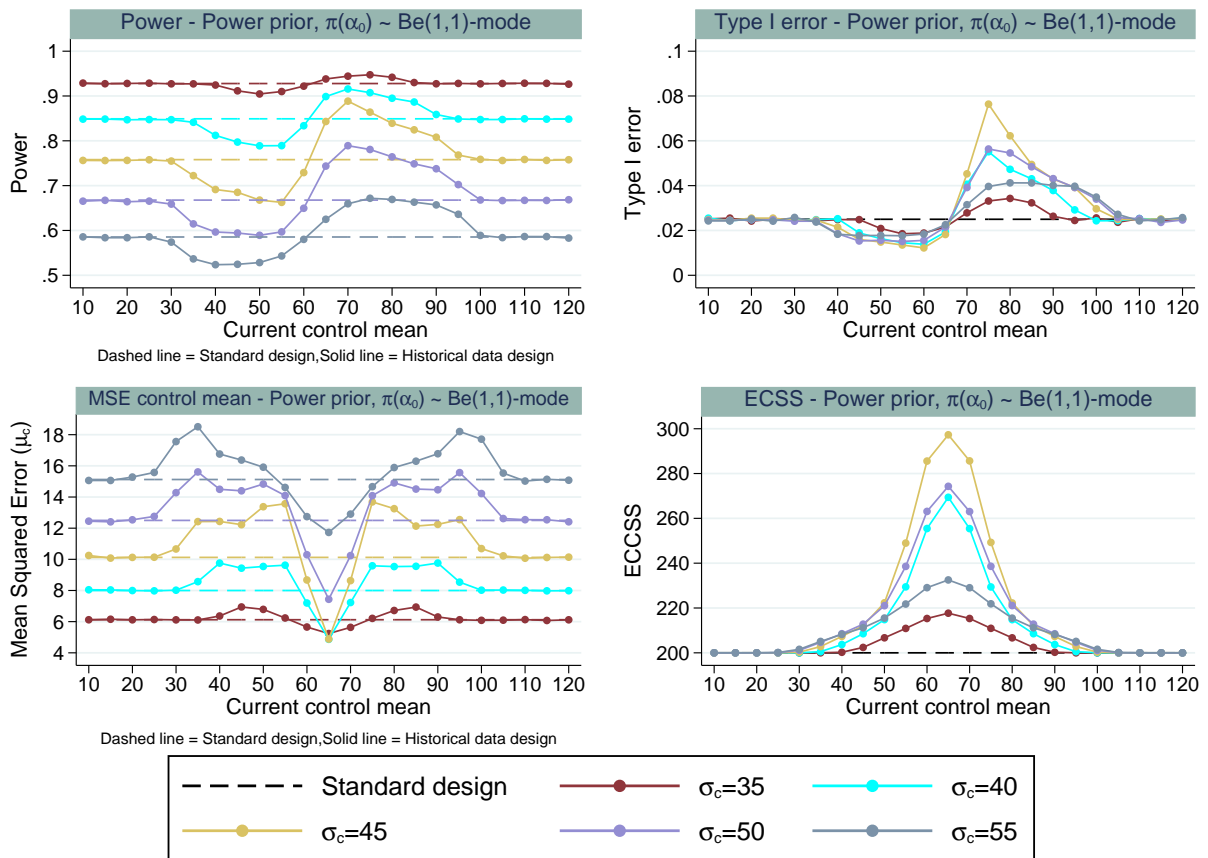 Power - Power prior, π(α₀) ~ Be(1,1)-mode
1
.9
.8
.7
.6
.5
Power
10 20 30 40 50 60 70 80 90 100 110 120
Current control mean
Dashed line = Standard design,Solid line = Historical data design
Type I error - Power prior, π(α₀) ~ Be(1,1)-mode
.1
.08
.06
.04
.02
0
Type I error
10 20 30 40 50 60 70 80 90 100 110 120
Current control mean
MSE control mean - Power prior, π(α₀) ~ Be(1,1)-mode
18
16
14
12
10
8
6
4
Mean Squared Error (μ_c)
10 20 30 40 50 60 70 80 90 100 110 120
Current control mean
Dashed line = Standard design,Solid line = Historical data design
ECSS - Power prior, π(α₀) ~ Be(1,1)-mode
300
280
260
240
220
200
ECCSS
10 20 30 40 50 60 70 80 90 100 110 120
Current control mean
Standard design σ_c=35 σ_c=40
σ_c=45 σ_c=50 σ_c=55